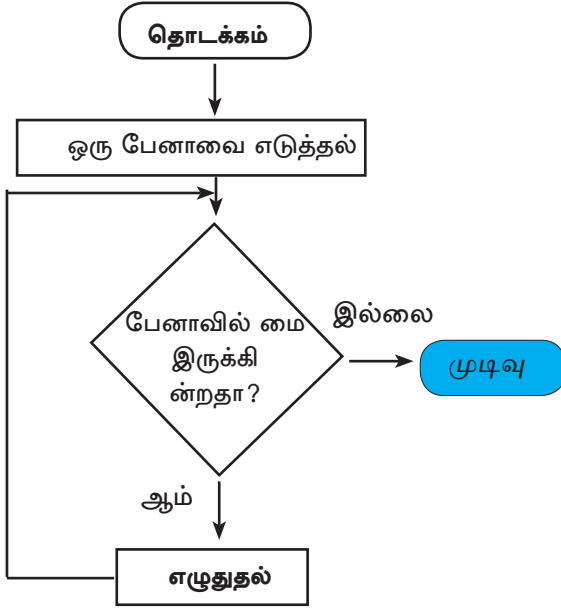 தொடக்கம்
ஒரு பேனாவை எடுத்தல்
பேனாவில் மை
இருக்கி
ன்றதா?
இல்லை
முடிவு
ஆம்
எழுதுதல்